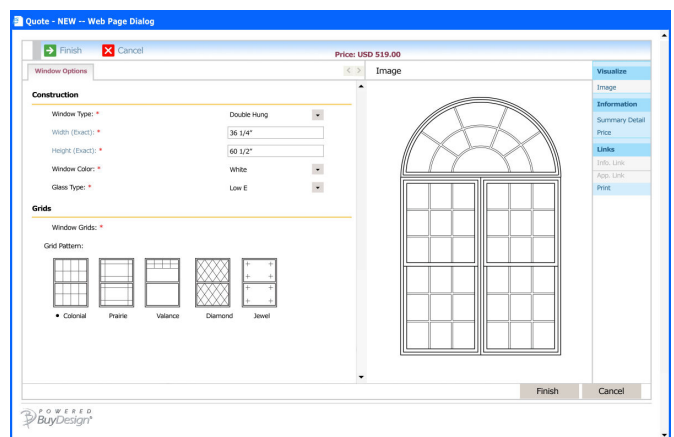 Quote - NEW -- Web Page Dialog
Finish Cancel
Price: USD 519.00
Window Options
< >
Image
Visualize
Image
Information
Summary Detail
Price
Links
Info. Link
App. Link
Print
Construction
Window Type: * Double Hung
Width (Exact): * 36 1/4"
Height (Exact): * 60 1/2"
Window Color: * White
Glass Type: * Low E
Grids
Window Grids: *
Grid Pattern:
Colonial Prairie Valance Diamond Jewel
Finish Cancel
POWERED
BuyDesign®